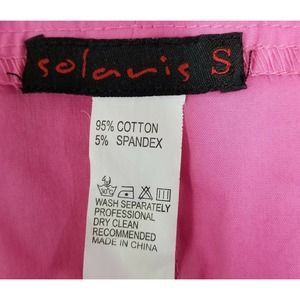 solaris S
95% COTTON
5% SPANDEX
WASH SEPARATELY
PROFESSIONAL
DRY CLEAN
RECOMMENDED
MADE IN CHINA